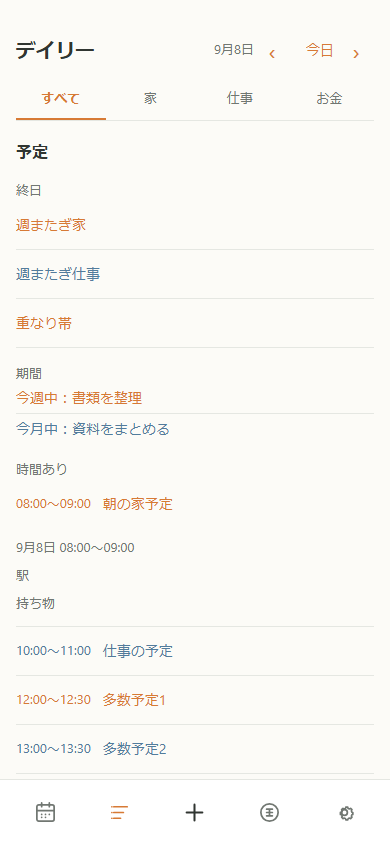 デイリー
9月8日 ‹ 今日 ›
すべて 家 仕事 お金
予定
終日
週またぎ家
週またぎ仕事
重なり帯
期間
今週中：書類を整理
今月中：資料をまとめる
時間あり
08:00〜09:00 朝の家予定
9月8日 08:00〜09:00
駅
持ち物
10:00〜11:00 仕事の予定
12:00〜12:30 多数予定1
13:00〜13:30 多数予定2